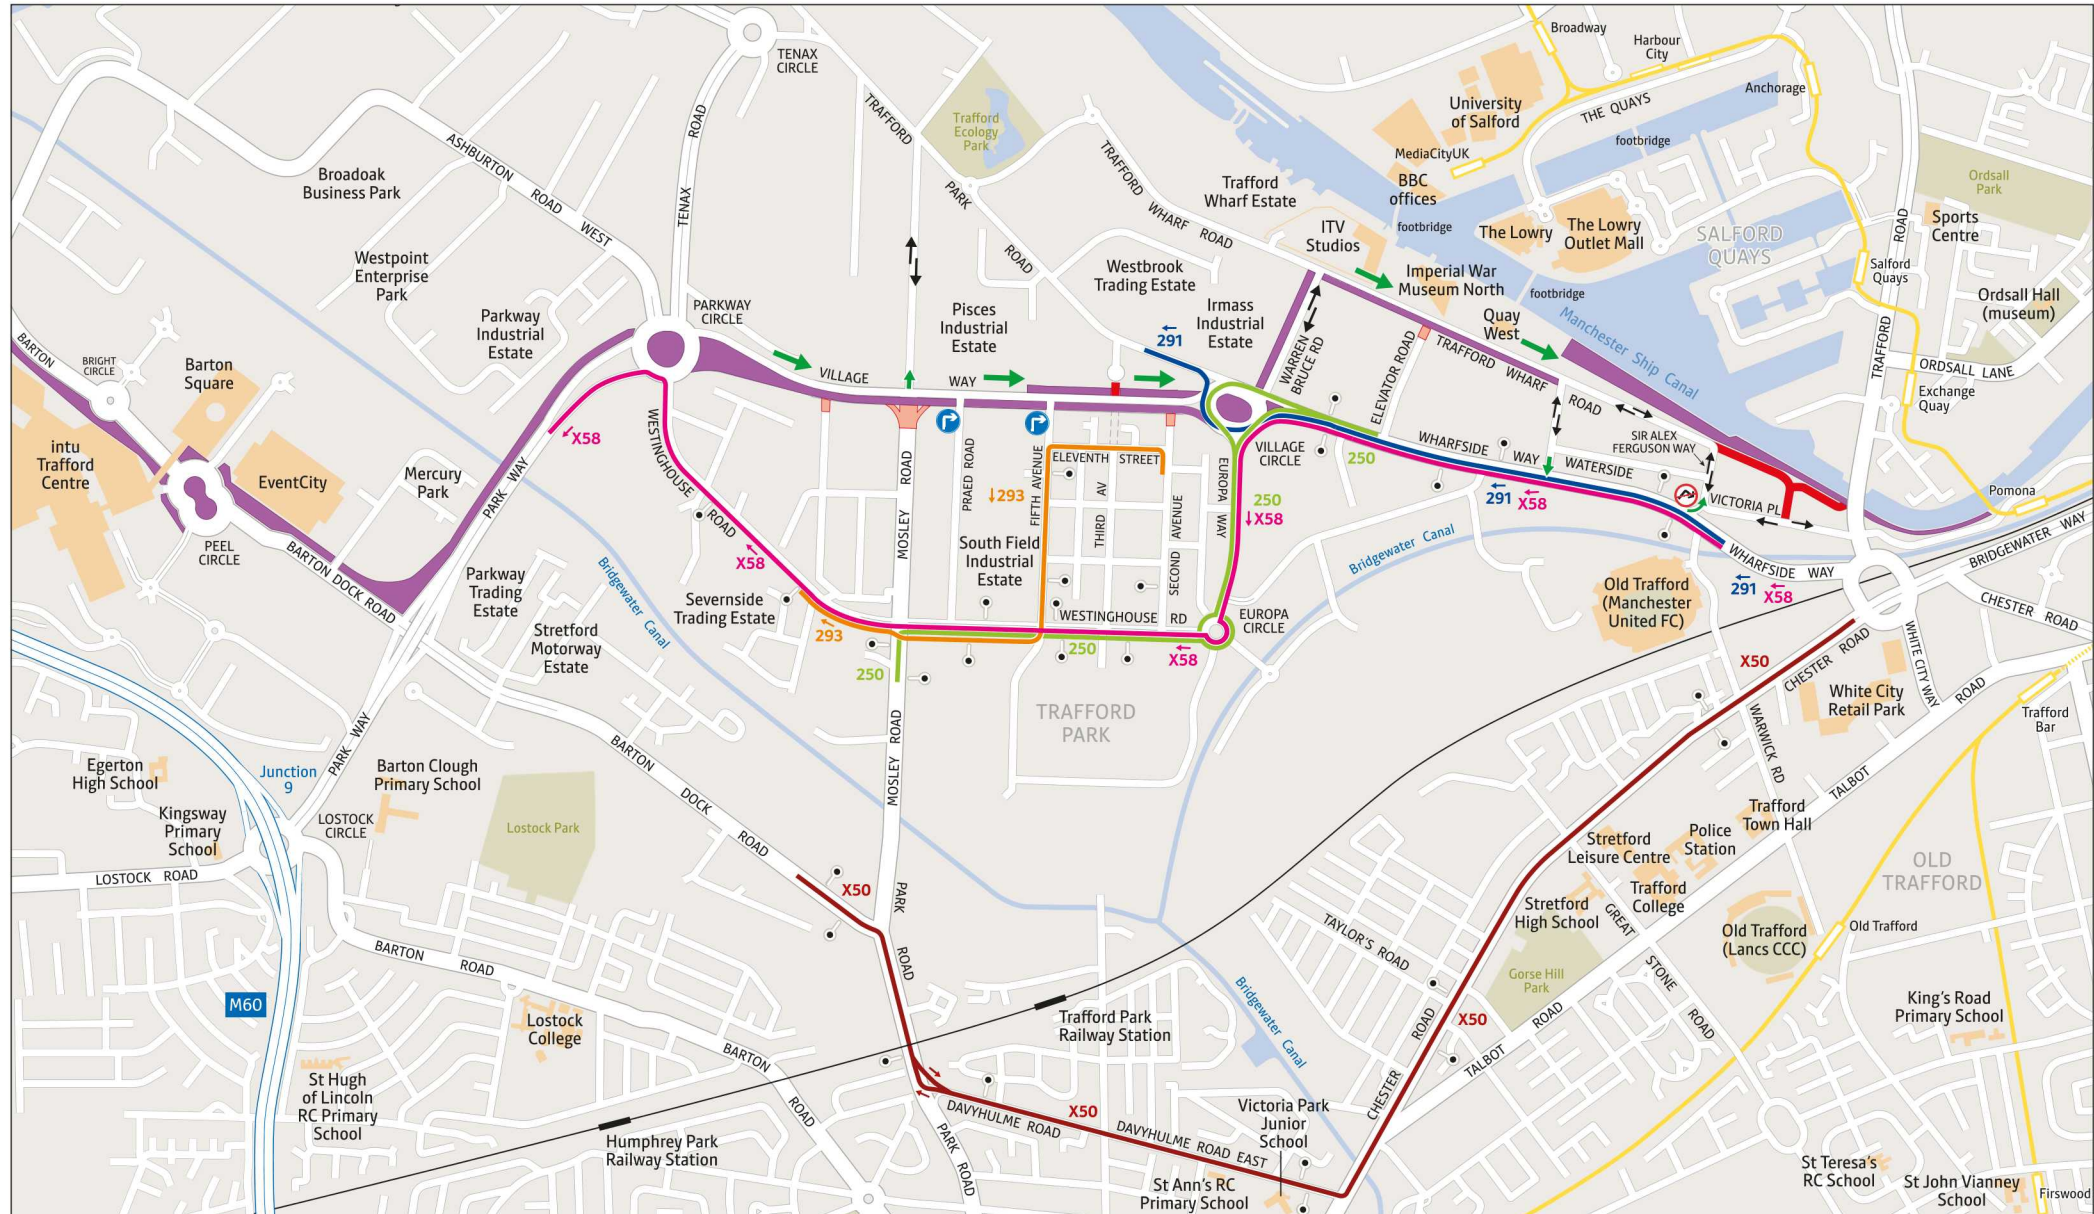 Broadway
Harbour
City
Anchorage
THE QUAYS
University
of Salford
footbridge
MediaCityUK
BBC
offices
footbridge
The Lowry
The Lowry
Outlet Mall
SALFORD
QUAYS
TRAFFORD
ROAD
Ordsall
Park
Sports
Centre
Salford
Quays
Ordsall Hall
(museum)
ORDSALL LANE
Exchange
Quay
Pomona
TENAX
CIRCLE
TENAX
ROAD
TRAFFORD
PARK
ROAD
Trafford
Ecology
Park
TRAFFORD
WHARF
ROAD
Trafford
Wharf Estate
ITV
Studios
Imperial War
Museum North
footbridge
Quay
West
Manchester Ship Canal
ASHBURTON
ROAD
WEST
Broadoak
Business Park
Westpoint
Enterprise
Park
Parkway
Industrial
Estate
PARKWAY
CIRCLE
Pisces
Industrial
Estate
Westbrook
Trading Estate
Irmass
Industrial
Estate
291
WARREN
BRUCE RD
ELEVATOR ROAD
TRAFFORD
WHARF
ROAD
SIR ALEX
FERGUSON WAY
VILLAGE
WAY
BARTON
BRIGHT
CIRCLE
Barton
Square
intu
Trafford
Centre
EventCity
Mercury
Park
PEEL
CIRCLE
BARTON DOCK ROAD
PARK WAY
X58
WESTINGHOUSE
ROAD
X58
MOSLEY
ROAD
PRAED ROAD
FIFTH AVENUE
293
ELEVENTH
STREET
THIRD
AV
SECOND
AVENUE
EUROPA
WAY
250
X58
VILLAGE
CIRCLE
250
WHARFSIDE
WAY
WATERSIDE
291
X58
VICTORIA PL
WHARFSIDE
WAY
291
X58
BRIDGEWATER WAY
CHESTER
ROAD
South Field
Industrial
Estate
Severnside
Trading Estate
293
WESTINGHOUSE
RD
250
X58
EUROPA
CIRCLE
250
Bridgewater Canal
Bridgewater Canal
Old Trafford
(Manchester
United FC)
Parkway
Trading
Estate
Stretford
Motorway
Estate
TRAFFORD
PARK
X50
CHESTER ROAD
WHITE CITY WAY
White City
Retail Park
WARWICK RD
TALBOT
ROAD
Trafford
Bar
Egerton
High School
Junction
9
PARK WAY
Barton Clough
Primary School
LOSTOCK
CIRCLE
Kingsway
Primary
School
LOSTOCK ROAD
Lostock Park
BARTON
DOCK
ROAD
MOSLEY ROAD
PARK
ROAD
X50
Trafford
Town Hall
Police
Station
Stretford
Leisure Centre
Trafford
College
Stretford
High School
GREAT
STONE
ROAD
OLD
TRAFFORD
Old Trafford
(Lancs CCC)
Old Trafford
TAYLOR'S ROAD
Gorse Hill
Park
X50
CHESTER
ROAD
TALBOT
ROAD
King's Road
Primary School
BARTON
ROAD
M60
Lostock
College
BARTON
ROAD
St Hugh
of Lincoln
RC Primary
School
Trafford Park
Railway Station
Bridgewater Canal
Humphrey Park
Railway Station
DAVYHULME ROAD
X50
DAVYHULME ROAD EAST
PARK ROAD
Victoria Park
Junior
School
St Ann's RC
Primary School
St Teresa's
RC School
St John Vianney
School
Firswood